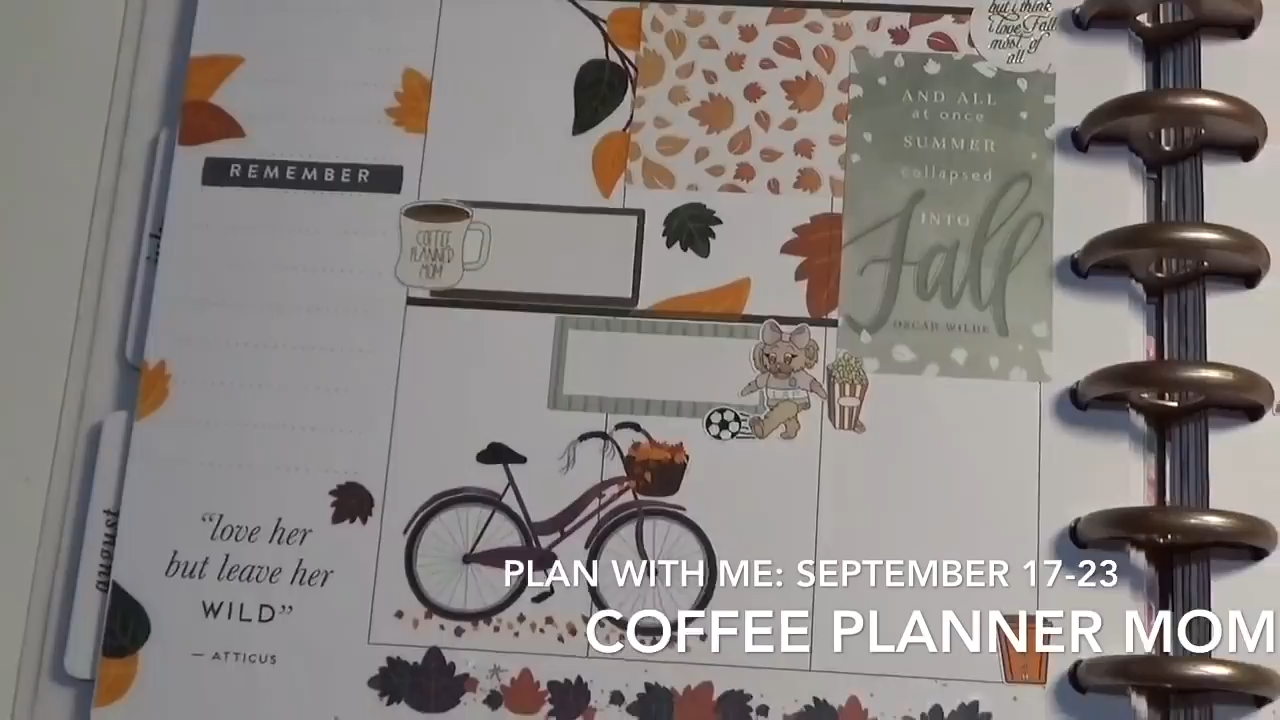 but i think
i love Fall
most of
all
AND ALL
at once
SUMMER
collapsed
INTO
Fall
OSCAR WILDE
REMEMBER
COFFEE
PLANNER
MOM
august
“love her
but leave her
WILD”
— ATTICUS
PLAN WITH ME: SEPTEMBER 17-23
COFFEE PLANNER MOM